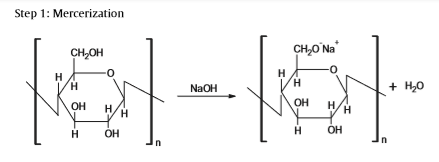 Step 1: Mercerization
CH₂OH
CH₂O⁻Na⁺
H O H
H O H
NaOH
+ H₂O
OH H H
OH H H
H OH n
H OH n